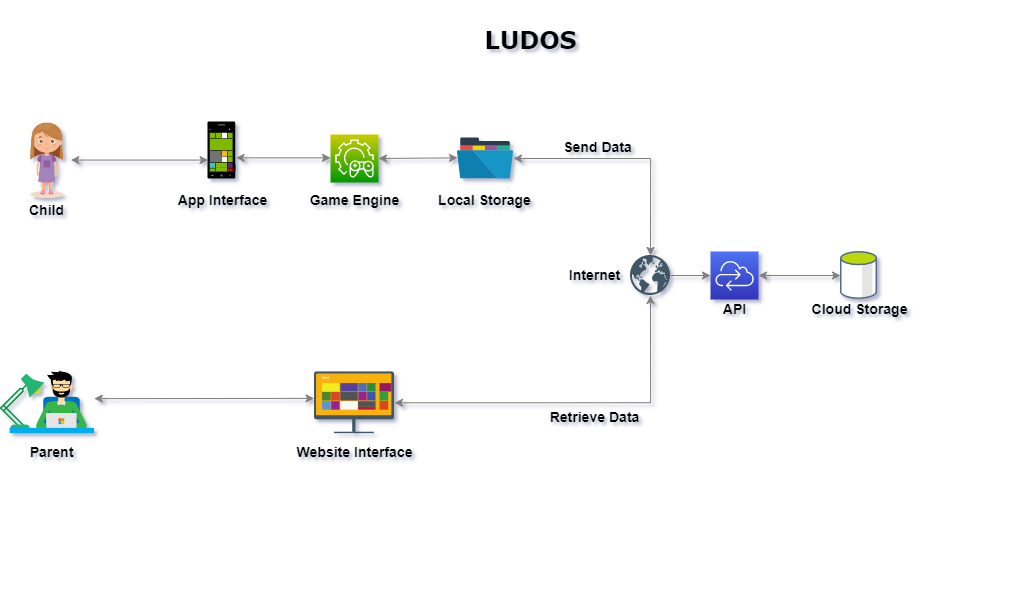 LUDOS
Send Data
Child
App Interface
Game Engine
Local Storage
Internet
API
Cloud Storage
Retrieve Data
Parent
Website Interface